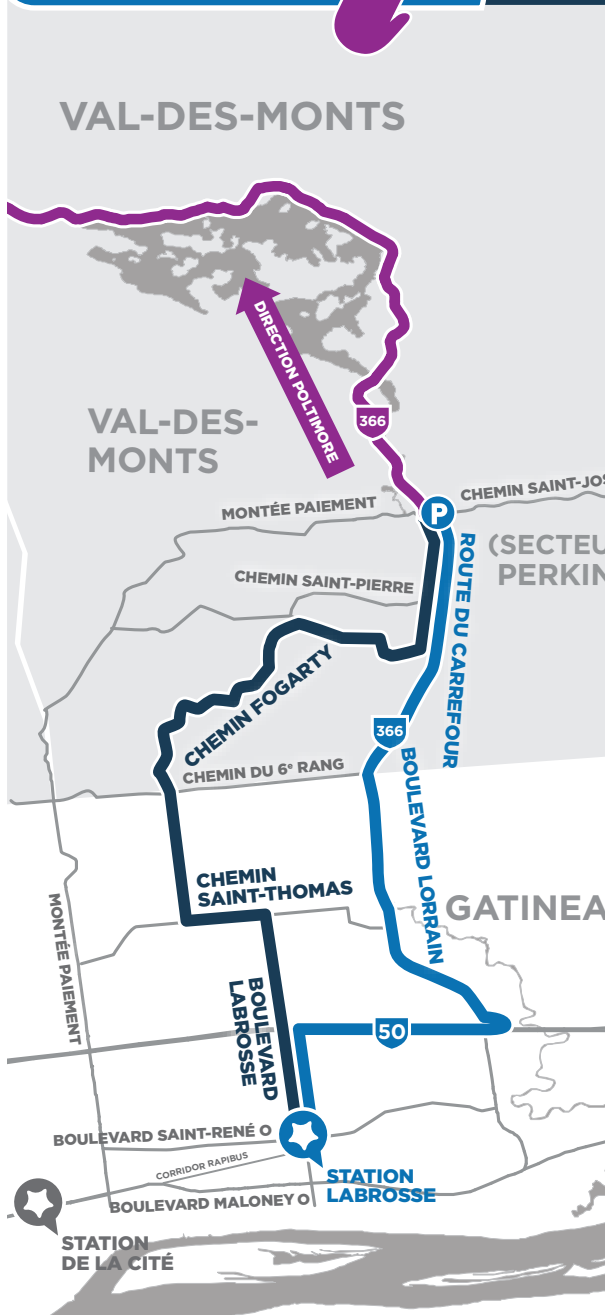 VAL-DES-MONTS
DIRECTION POLTIMORE
366
VAL-DES-
MONTS
MONTÉE PAIEMENT
CHEMIN SAINT-JOS
P
(SECTEU
PERKIN
CHEMIN SAINT-PIERRE
ROUTE DU CARREFOUR
CHEMIN FOGARTY
366
CHEMIN DU 6e RANG
BOULEVARD LORRAIN
CHEMIN
SAINT-THOMAS
GATINEA
MONTÉE PAIEMENT
BOULEVARD
LABROSSE
50
BOULEVARD SAINT-RENÉ O
CORRIDOR RAPIBUS
STATION
LABROSSE
BOULEVARD MALONEY O
STATION
DE LA CITÉ